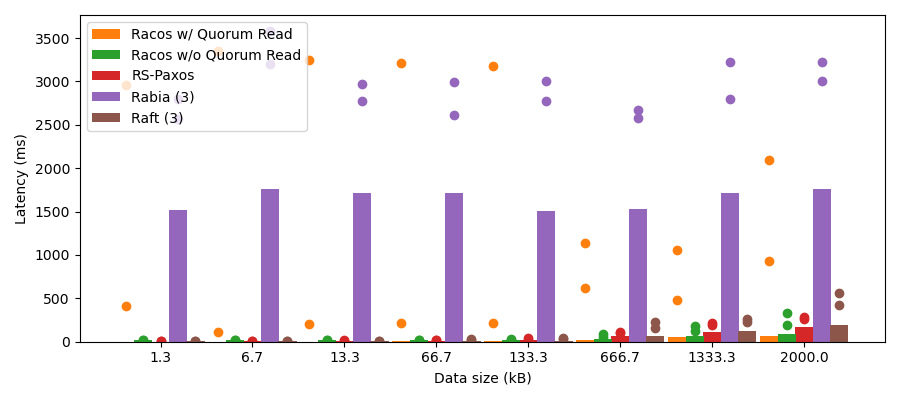 Racos w/ Quorum Read
Racos w/o Quorum Read
RS-Paxos
Rabia (3)
Raft (3)
Latency (ms)
3500
3000
2500
2000
1500
1000
500
0
1.3 6.7 13.3 66.7 133.3 666.7 1333.3 2000.0
Data size (kB)